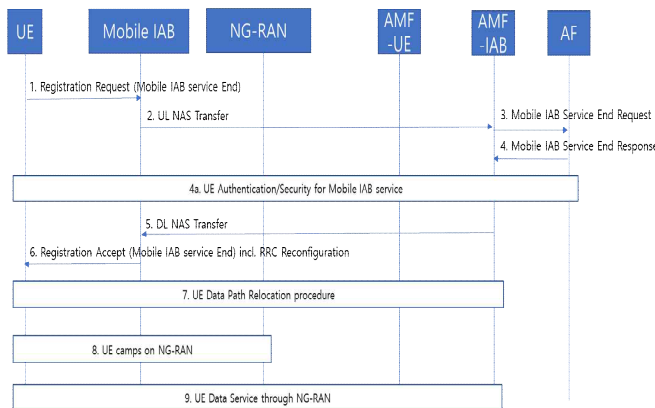 UE
Mobile IAB
NG-RAN
AMF
-UE
AMF
-IAB
AF
1. Registration Request (Mobile IAB service End)
2. UL NAS Transfer
3. Mobile IAB Service End Request
4. Mobile IAB Service End Response
4a. UE Authentication/Security for Mobile IAB service
5. DL NAS Transfer
6. Registration Accept (Mobile IAB service End) incl. RRC Reconfiguration
7. UE Data Path Relocation procedure
8. UE camps on NG-RAN
9. UE Data Service through NG-RAN